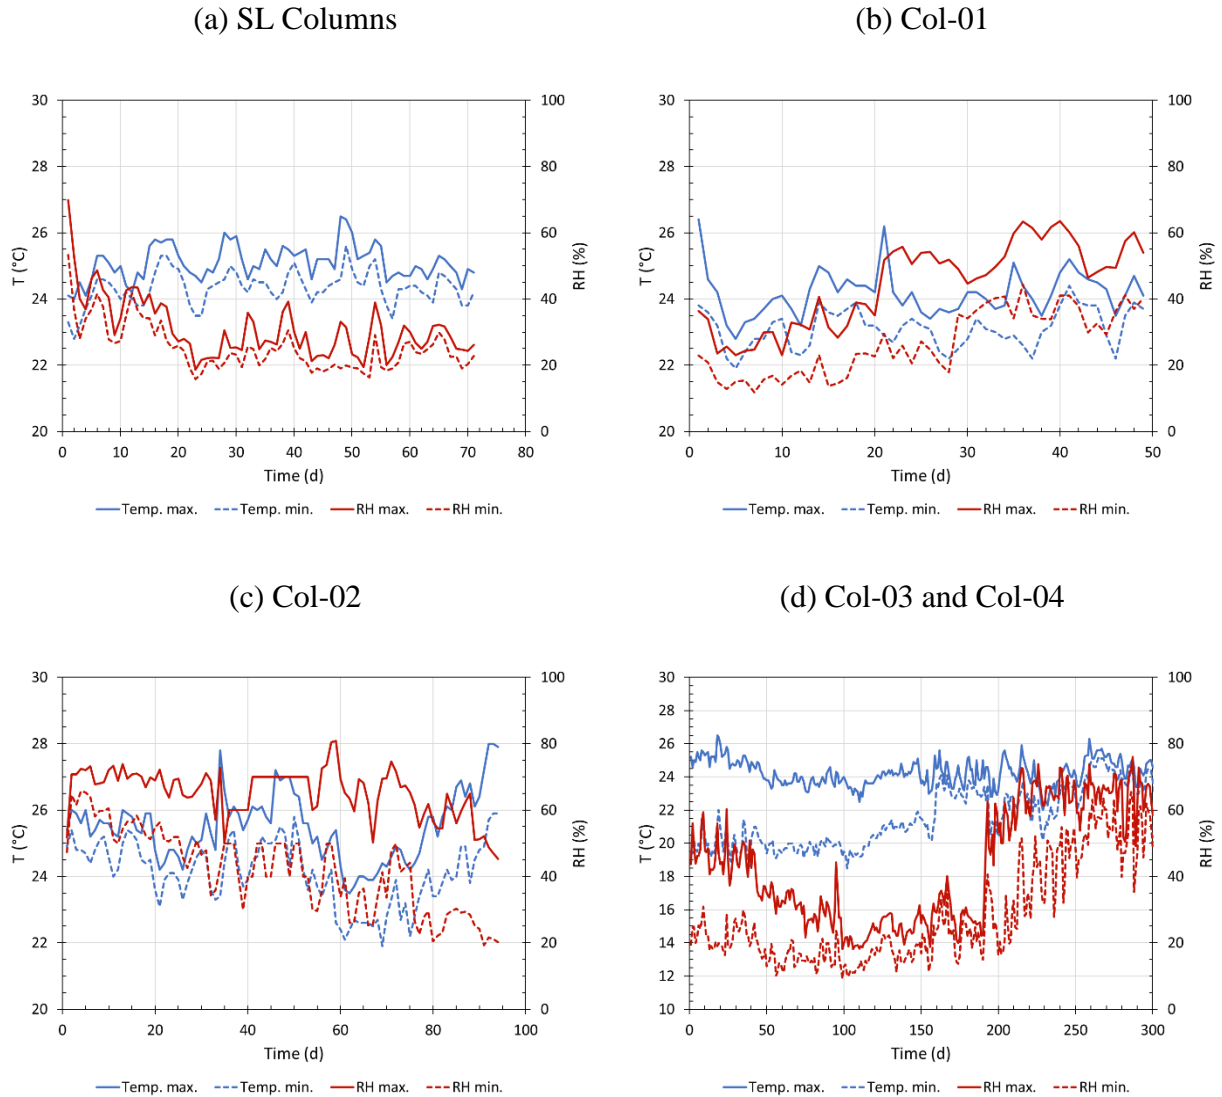 (a) SL Columns
(b) Col-01
30
28
26
24
22
20
T (°C)
100
80
60
40
20
0
RH (%)
0 10 20 30 40 50 60 70 80
Time (d)
Temp. max. Temp. min. RH max. RH min.
30
28
26
24
22
20
T (°C)
100
80
60
40
20
0
RH (%)
0 10 20 30 40 50
Time (d)
Temp. max. Temp. min. RH max. RH min.
(c) Col-02
(d) Col-03 and Col-04
30
28
26
24
22
20
T (°C)
100
80
60
40
20
0
RH (%)
0 20 40 60 80 100
Time (d)
Temp. max. Temp. min. RH max. RH min.
30
28
26
24
22
20
18
16
14
12
10
T (°C)
100
80
60
40
20
0
RH (%)
0 50 100 150 200 250 300
Time (d)
Temp. max. Temp. min. RH max. RH min.